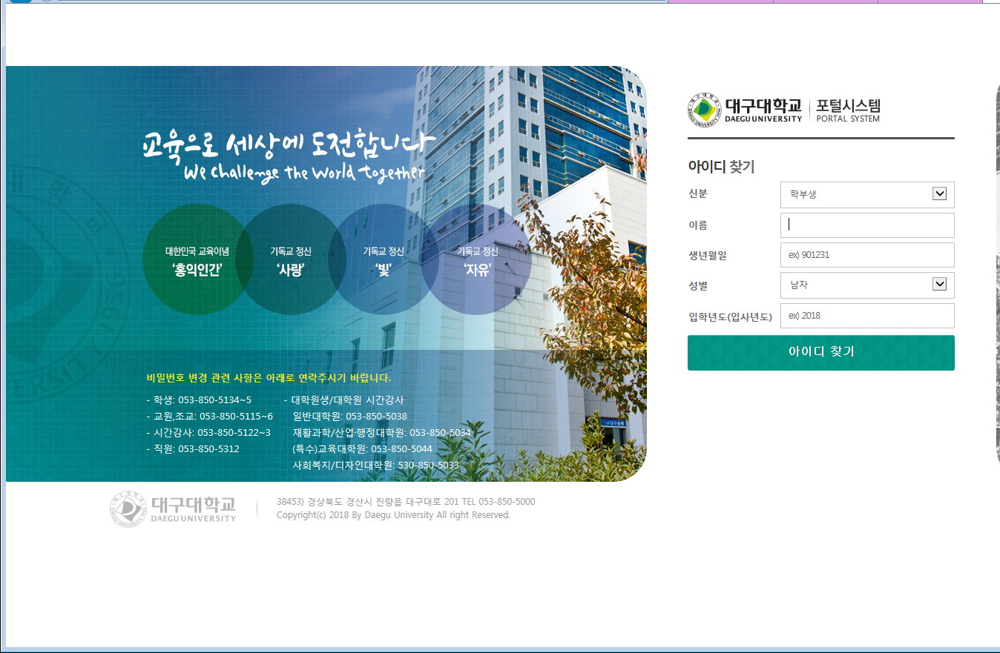 교육으로 세상에 도전합니다
We challenge the world together
대한민국 교육이념
‘홍익인간’
기독교 정신
‘사랑’
기독교 정신
‘빛’
기독교 정신
‘자유’
비밀번호 변경 관련 사항은 아래로 연락주시기 바랍니다.
- 학생: 053-850-5134~5
- 교원,조교: 053-850-5115~6
- 시간강사: 053-850-5122~3
- 직원: 053-850-5312
- 대학원생/대학원 시간강사
일반대학원: 053-850-5038
재활과학/산업·행정대학원: 053-850-5034
(특수)교육대학원: 053-850-5044
사회복지/디자인대학원: 530-850-5033
대구대학교
DAEGU UNIVERSITY
포털시스템
PORTAL SYSTEM
아이디 찾기
신분 학부생
이름
생년월일 ex) 901231
성별 남자
입학년도(입사년도) ex) 2018
아이디 찾기
대구대학교
DAEGU UNIVERSITY
38453) 경상북도 경산시 진량읍 대구대로 201 TEL 053-850-5000
Copyright(c) 2018 By Daegu University All right Reserved.